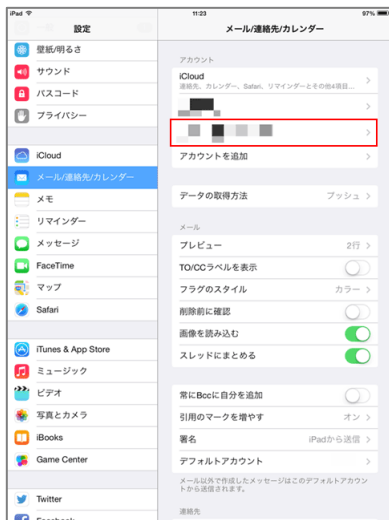 iPad
11:23
97%
設定
メール/連絡先/カレンダー
壁紙/明るさ
サウンド
パスコード
プライバシー
iCloud
メール/連絡先/カレンダー
メモ
リマインダー
メッセージ
FaceTime
マップ
Safari
iTunes & App Store
ミュージック
ビデオ
写真とカメラ
iBooks
Game Center
Twitter
Facebook
アカウント
iCloud
連絡先、カレンダー、Safari、リマインダーとその他4項目...
アカウントを追加
データの取得方法 プッシュ
メール
プレビュー 2行
TO/CCラベルを表示
フラグのスタイル カラー
削除前に確認
画像を読み込む
スレッドにまとめる
常にBccに自分を追加
引用のマークを増やす オン
署名 iPadから送信
デフォルトアカウント
メール以外で作成したメッセージはこのデフォルトアカウン
トから送信されます。
連絡先